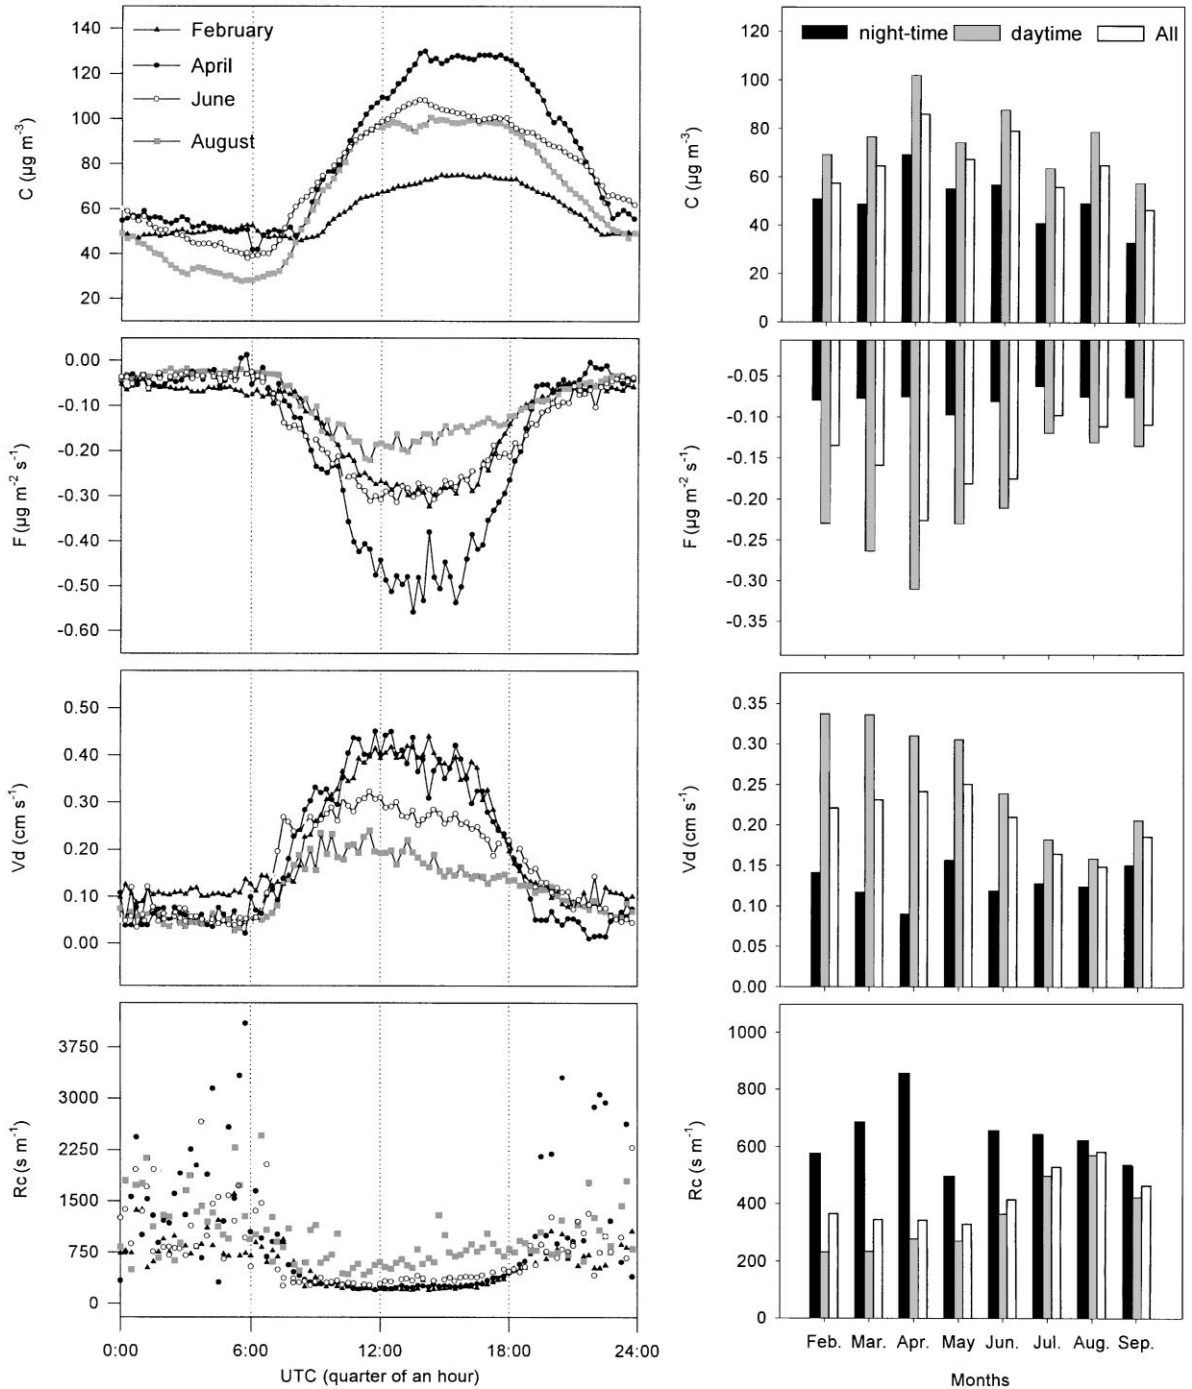 February
April
June
August
140
120
100
80
60
40
20
C (µg m-3)
night-time
daytime
All
120
100
80
60
40
20
0
C (µg m-3)
0.00
-0.10
-0.20
-0.30
-0.40
-0.50
-0.60
F (µg m-2 s-1)
-0.05
-0.10
-0.15
-0.20
-0.25
-0.30
-0.35
F (µg m-2 s-1)
0.50
0.40
0.30
0.20
0.10
0.00
Vd (cm s-1)
0.35
0.30
0.25
0.20
0.15
0.10
0.05
0.00
Vd (cm s-1)
3750
3000
2250
1500
750
0
Rc (s m-1)
0:00
6:00
12:00
18:00
24:00
UTC (quarter of an hour)
1000
800
600
400
200
0
Rc (s m-1)
Feb.
Mar.
Apr.
May
Jun.
Jul.
Aug.
Sep.
Months